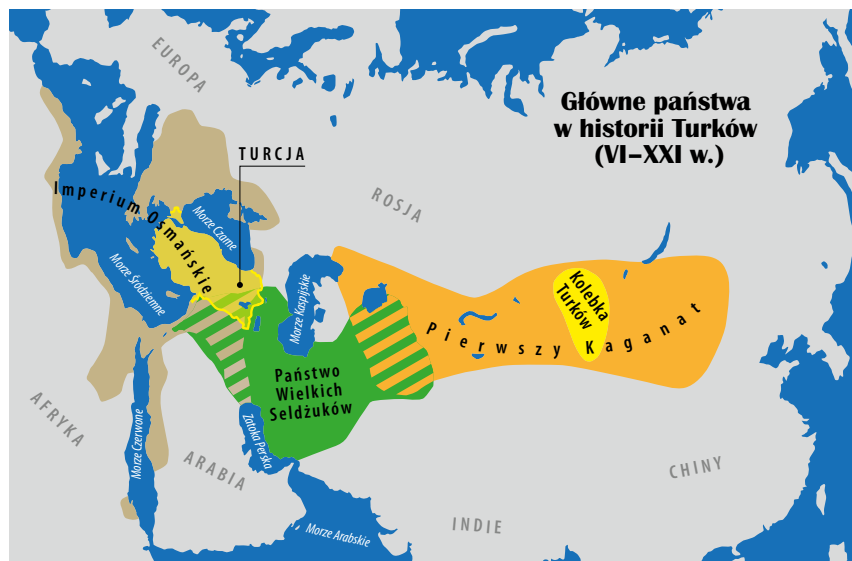 Główne państwa
w historii Turków
(VI–XXI w.)
EUROPA
TURCJA
Imperium Osmańskie
ROSJA
Morze Czarne
Morze Śródziemne
Morze Kaspijskie
Kolebka
Turków
Pierwszy Kaganat
Państwo
Wielkich
Seldżuków
AFRYKA
Morze Czerwone
Zatoka Perska
ARABIA
CHINY
INDIE
Morze Arabskie